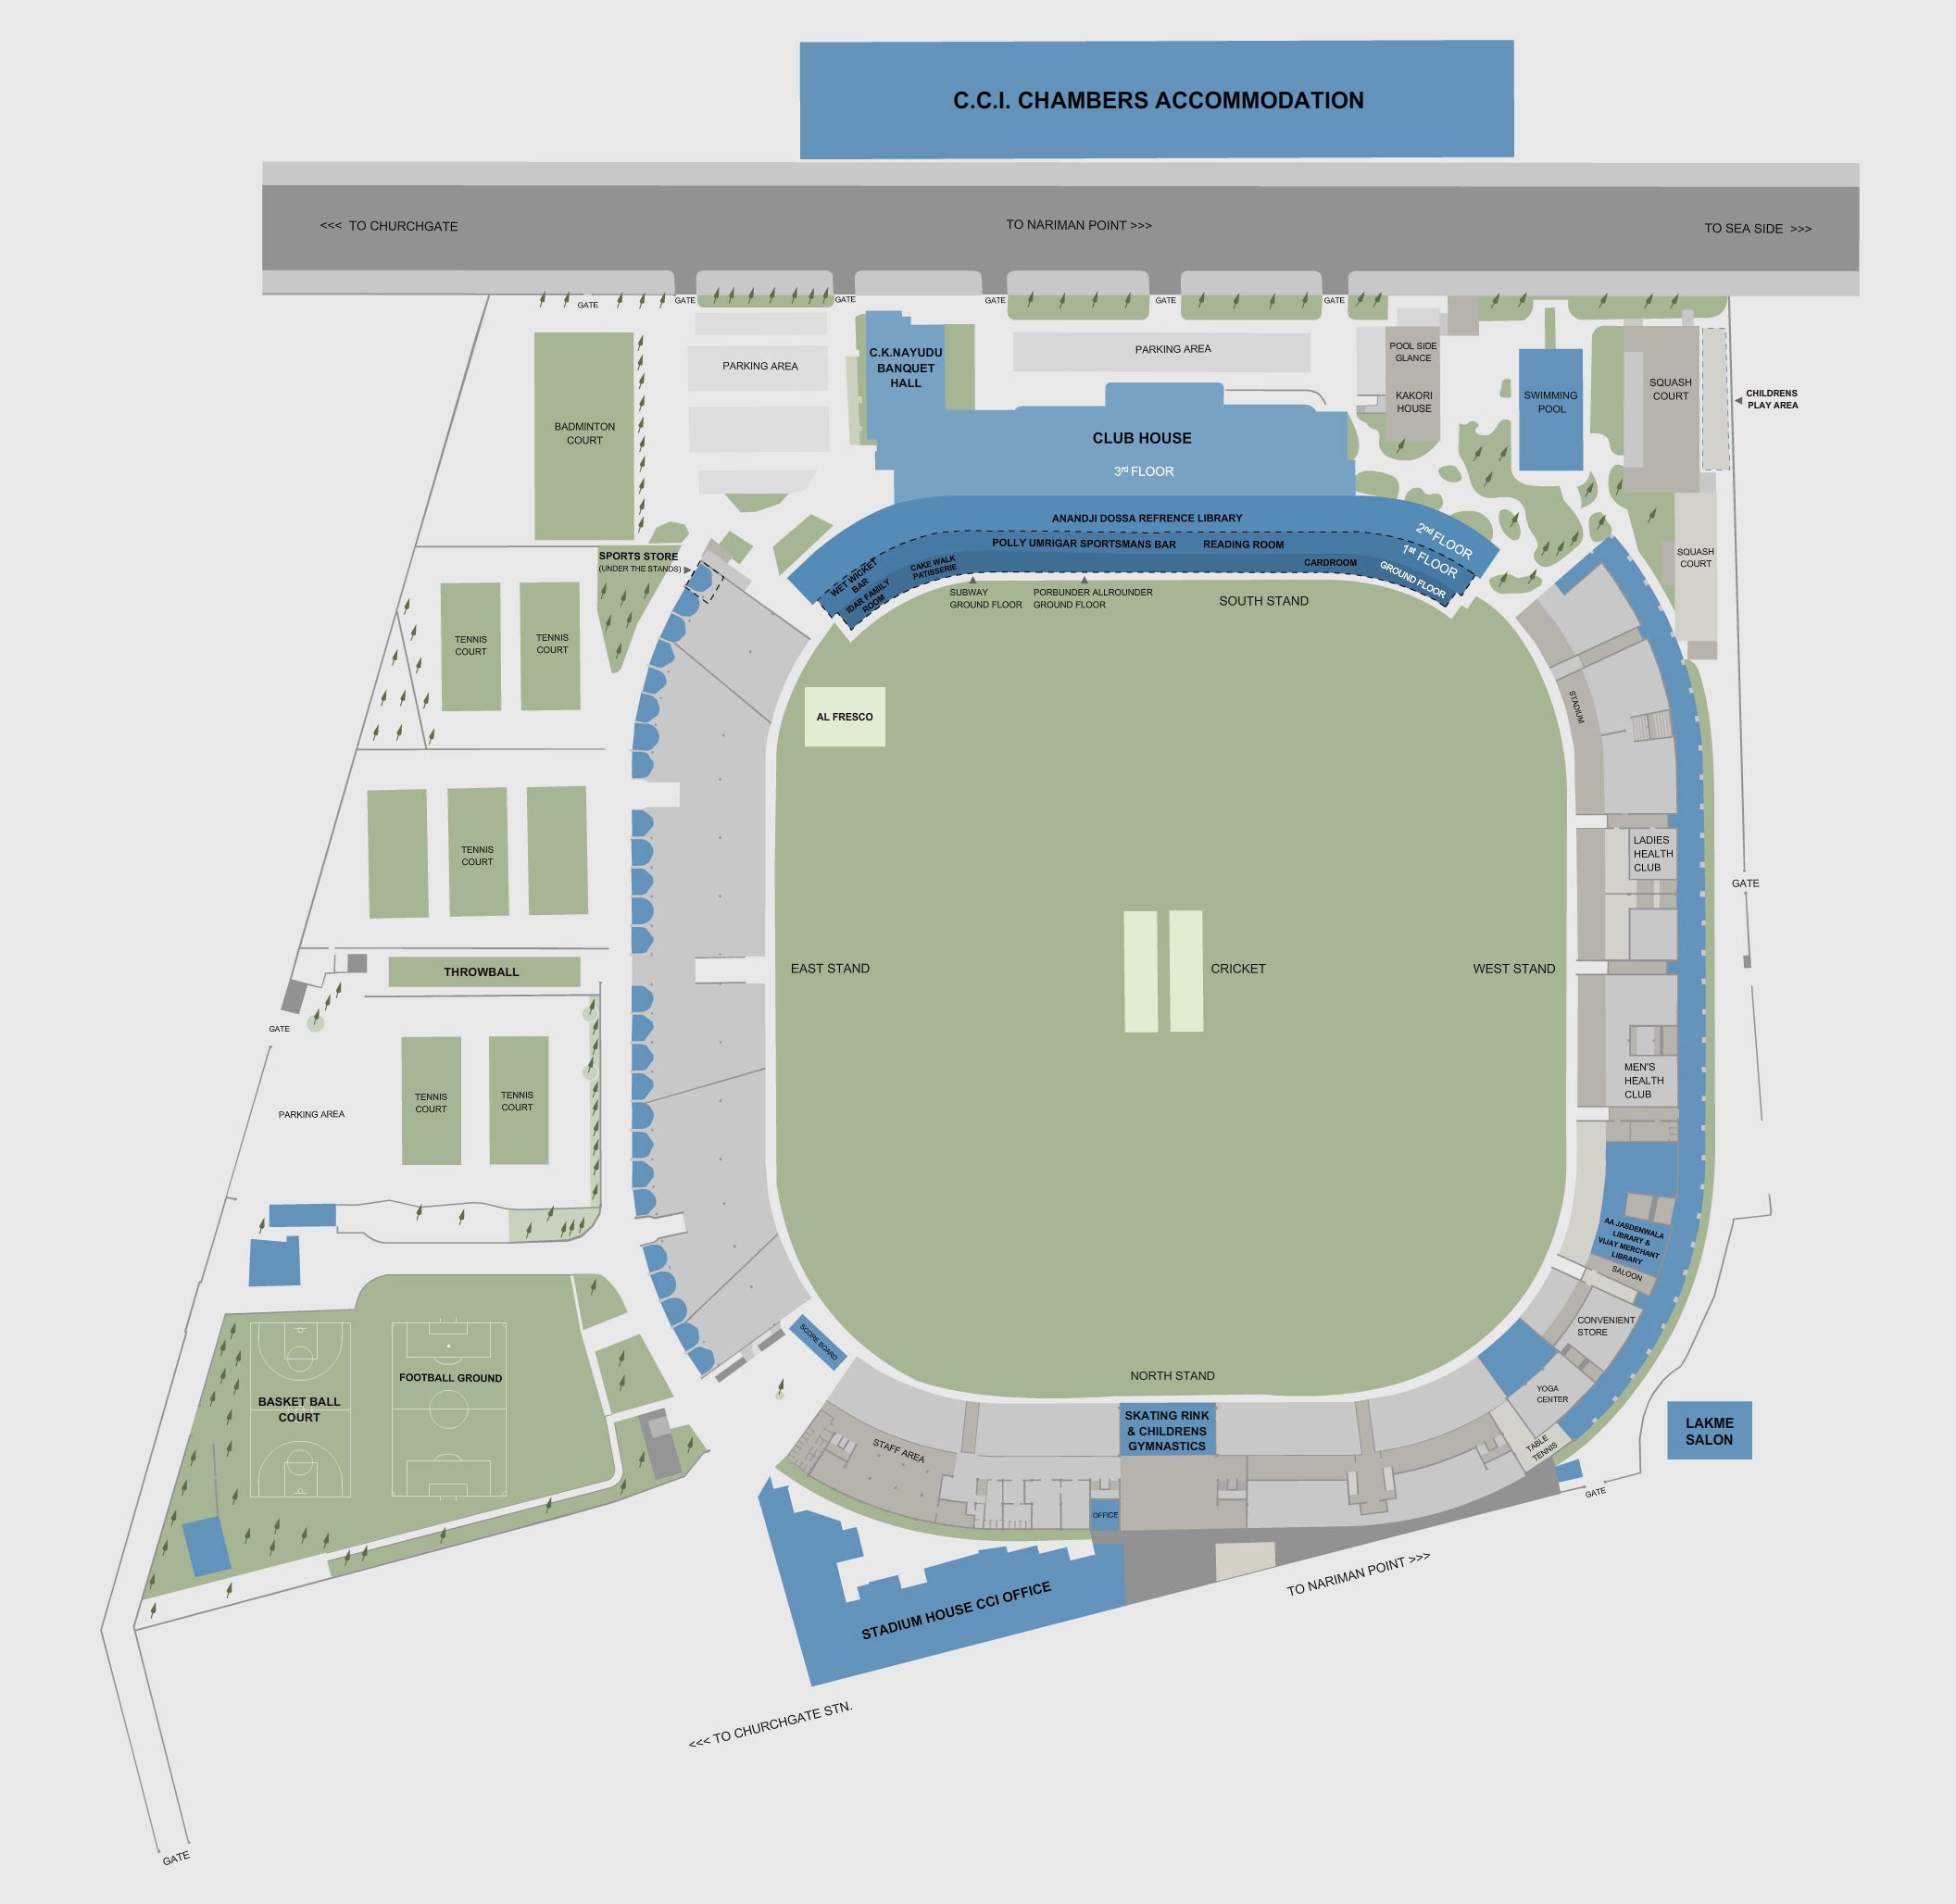 C.C.I. CHAMBERS ACCOMMODATION
<<< TO CHURCHGATE
TO NARIMAN POINT >>>
TO SEA SIDE >>>
GATE
GATE
GATE
GATE
GATE
GATE
PARKING AREA
C.K.NAYUDU
BANQUET
HALL
PARKING AREA
POOL SIDE
GLANCE
KAKORI
HOUSE
SWIMMING
POOL
SQUASH
COURT
CHILDRENS
PLAY AREA
BADMINTON
COURT
CLUB HOUSE
3rd FLOOR
ANANDJI DOSSA REFRENCE LIBRARY
2nd FLOOR
POLLY UMRIGAR SPORTSMANS BAR
READING ROOM
1st FLOOR
WET WICKET
BAR
CAKE WALK
PATISSERIE
IDAR FAMILY
ROOM
CARDROOM
GROUND FLOOR
SPORTS STORE
(UNDER THE STANDS)
SUBWAY
GROUND FLOOR
PORBUNDER ALLROUNDER
GROUND FLOOR
SOUTH STAND
SQUASH
COURT
TENNIS
COURT
TENNIS
COURT
AL FRESCO
STADIUM
TENNIS
COURT
LADIES
HEALTH
CLUB
GATE
THROWBALL
EAST STAND
CRICKET
WEST STAND
GATE
PARKING AREA
TENNIS
COURT
TENNIS
COURT
MEN'S
HEALTH
CLUB
AA JASDENWALA
LIBRARY &
VIJAY MERCHANT
LIBRARY
SALOON
CONVENIENT
STORE
SCORE BOARD
NORTH STAND
YOGA
CENTER
TABLE
TENNIS
LAKME
SALON
GATE
BASKET BALL
COURT
FOOTBALL GROUND
STAFF AREA
SKATING RINK
& CHILDRENS
GYMNASTICS
OFFICE
STADIUM HOUSE CCI OFFICE
TO NARIMAN POINT >>>
<<< TO CHURCHGATE STN.
GATE